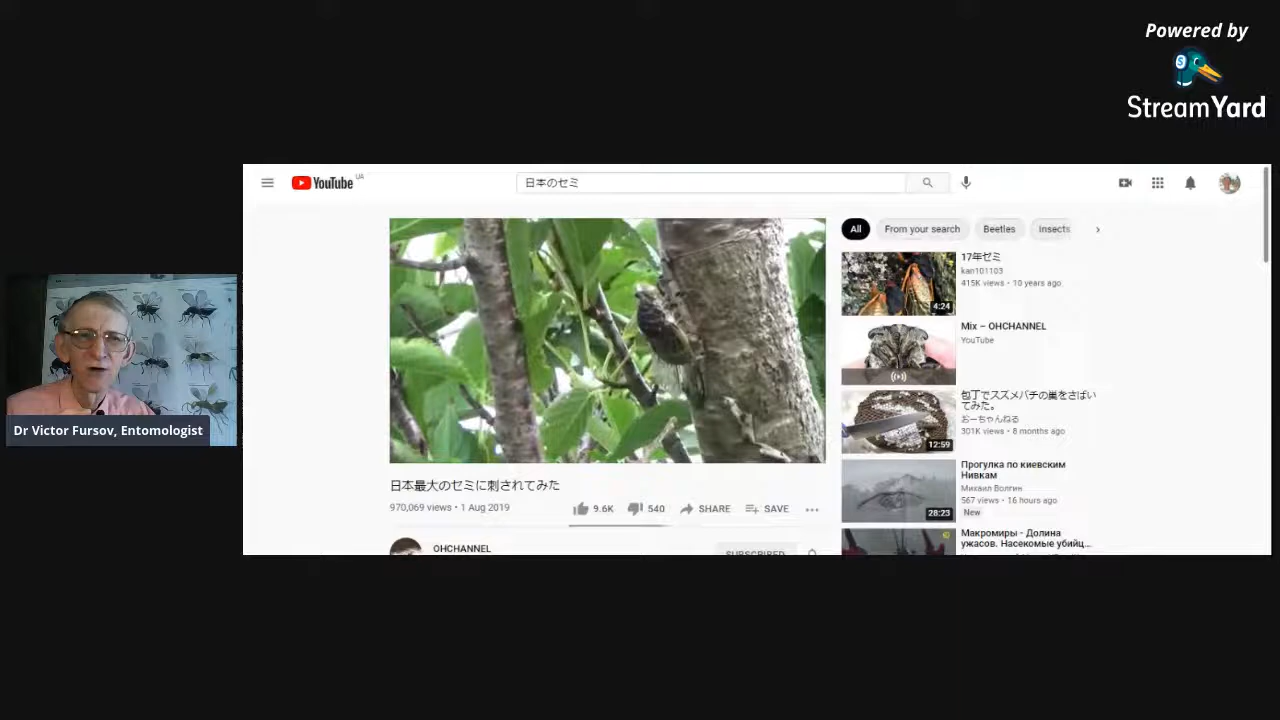 Powered by
StreamYard
YouTube UA
日本のセミ
All
From your search
Beetles
Insects
17年ゼミ
kan101103
415K views • 10 years ago
4:24
Mix – OHCHANNEL
YouTube
包丁でスズメバチの巣をさばい
てみた。
おーちゃんねる
301K views • 8 months ago
12:59
Прогулка по киевским
Нивкам
Михаил Волгин
567 views • 16 hours ago
New
28:23
Макромиры - Долина
ужасов. Насекомые убийц...
日本最大のセミに刺されてみた
970,069 views • 1 Aug 2019
9.6K
540
SHARE
SAVE
OHCHANNEL
SUBSCRIBED
Dr Victor Fursov, Entomologist